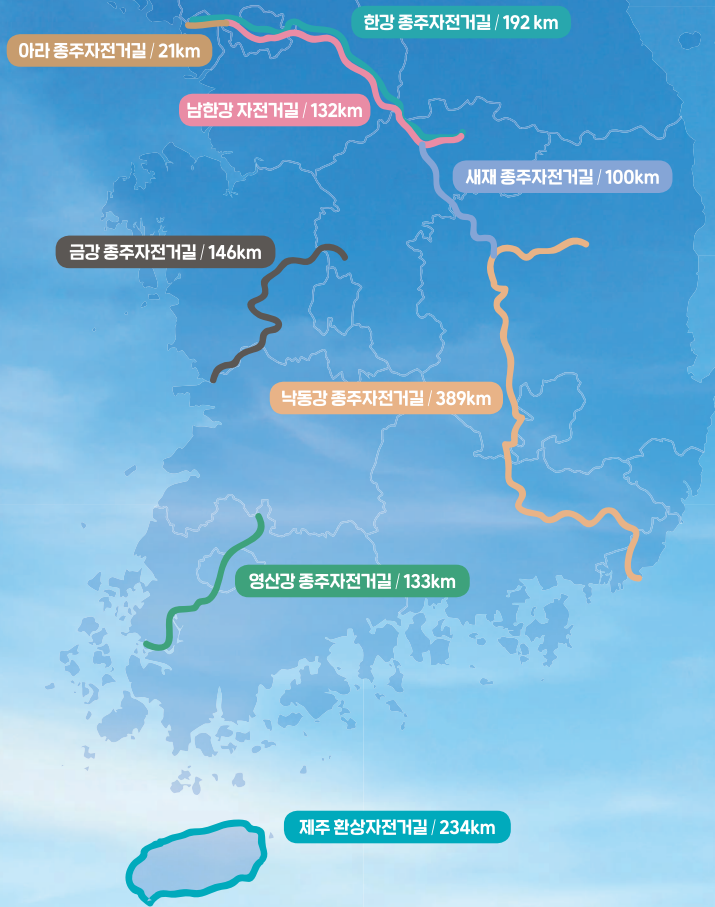 한강 종주자전거길 / 192 km
아라 종주자전거길 / 21km
남한강 자전거길 / 132km
새재 종주자전거길 / 100km
금강 종주자전거길 / 146km
낙동강 종주자전거길 / 389km
영산강 종주자전거길 / 133km
제주 환상자전거길 / 234km